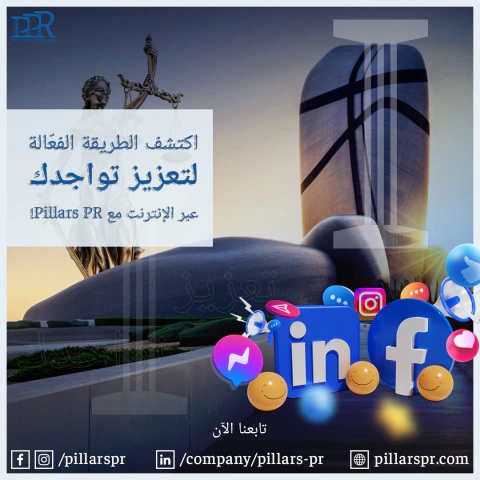 PPR
اكتشف الطريقة الفعّالة
لتعزيز تواجدك
عبر الإنترنت مع Pillars PR!
تعزيز
in
f
تابعنا الآن
/pillarspr
/company/pillars-pr
pillarspr.com